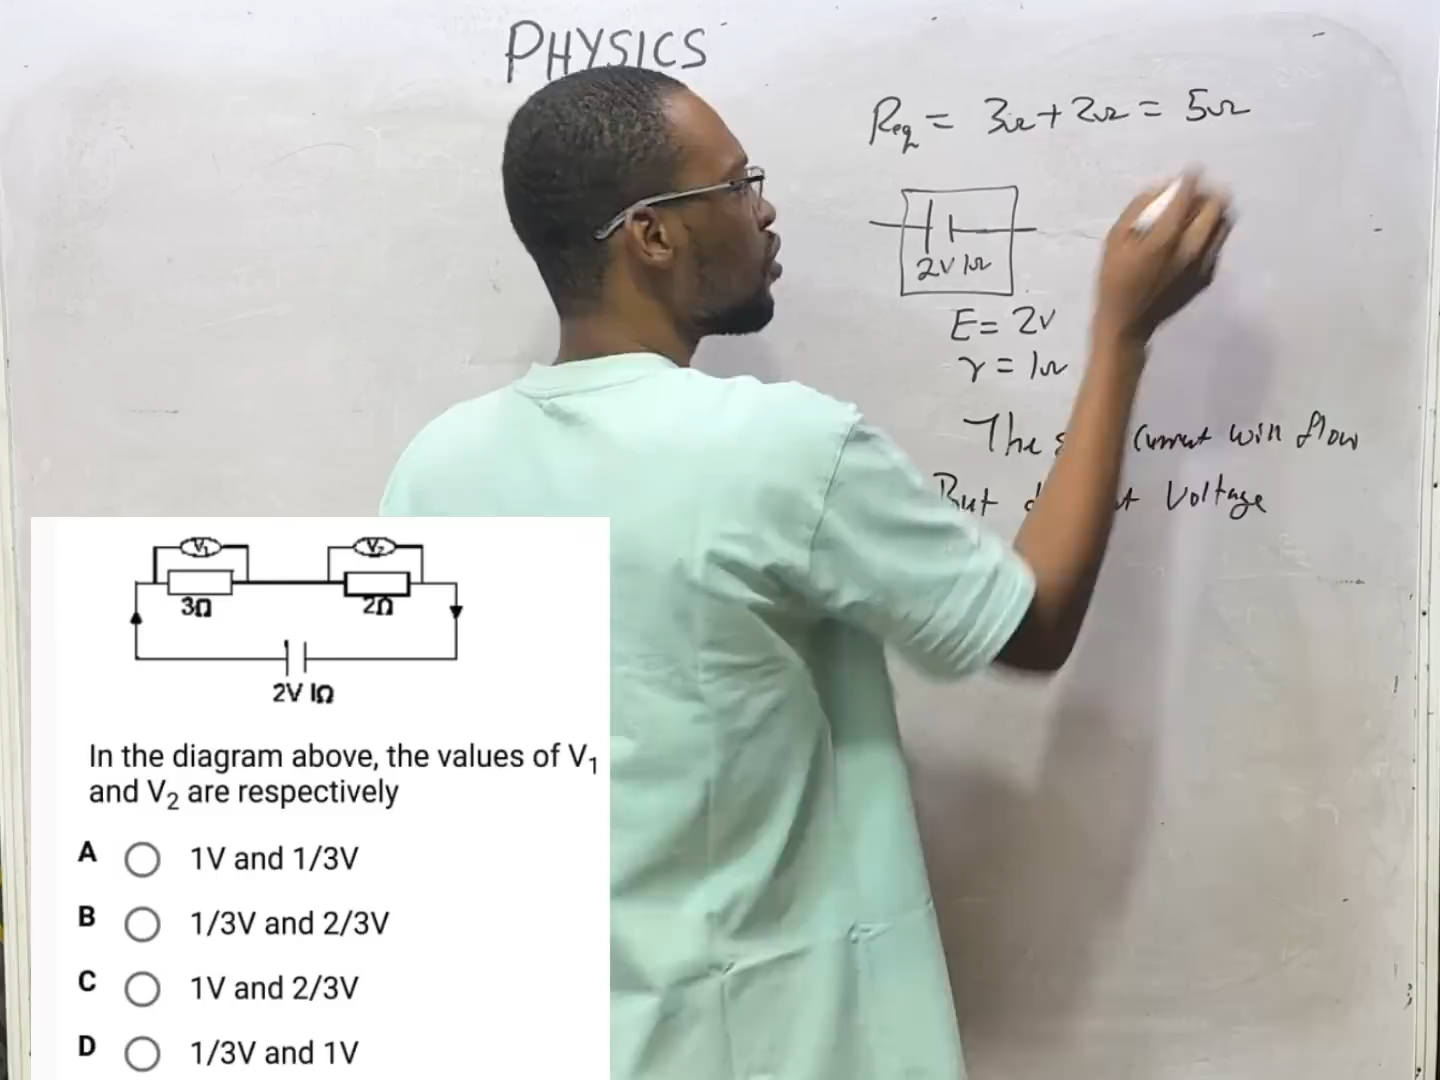 PHYSICS
Req = 3Ω + 2Ω = 5Ω
2V 1Ω
E = 2V
r = 1Ω
The current will flow
But Voltage
V₁ V₂
3Ω 2Ω
2V 1Ω
In the diagram above, the values of V₁
and V₂ are respectively
A 1V and 1/3V
B 1/3V and 2/3V
C 1V and 2/3V
D 1/3V and 1V